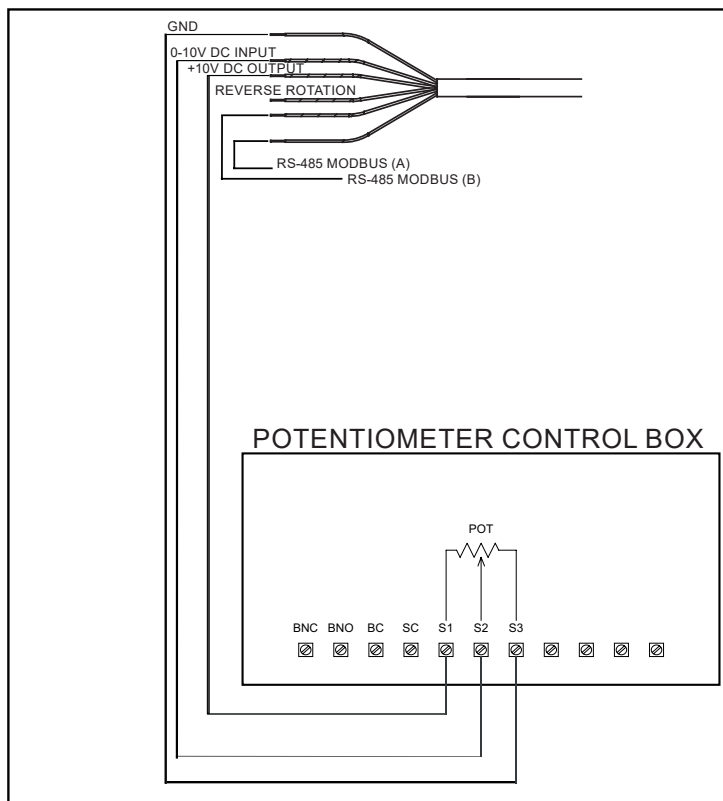 GND
0-10V DC INPUT
+10V DC OUTPUT
REVERSE ROTATION
RS-485 MODBUS (A)
RS-485 MODBUS (B)
POTENTIOMETER CONTROL BOX
POT
BNC BNO BC SC S1 S2 S3